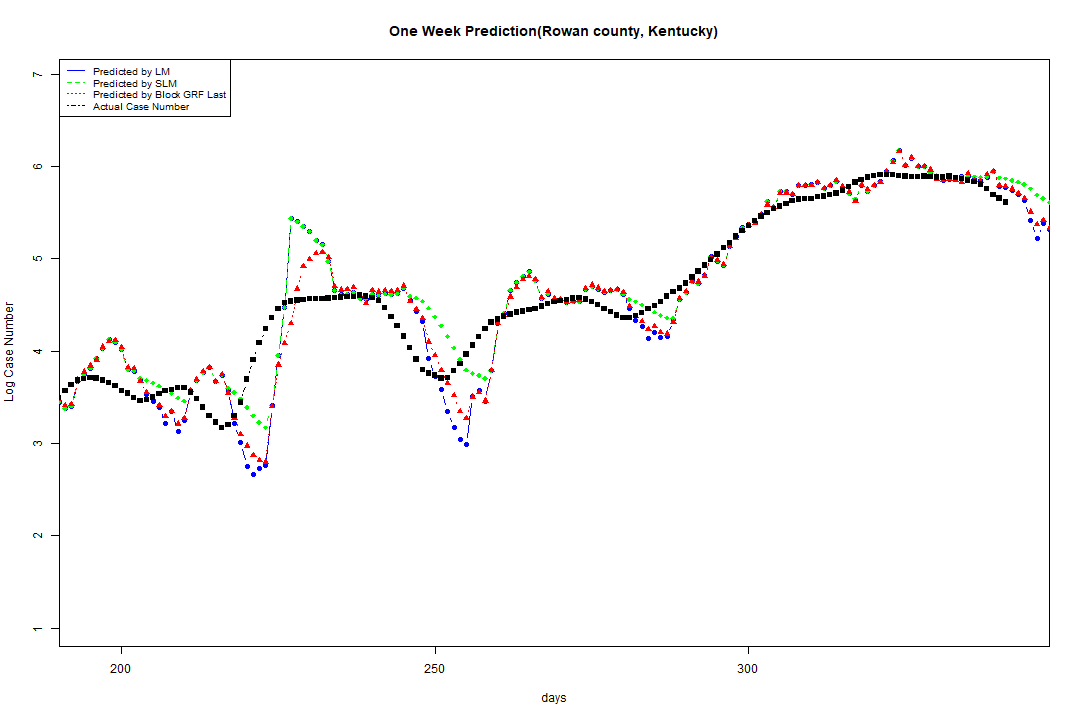 One Week Prediction(Rowan county, Kentucky)
Predicted by LM
Predicted by SLM
Predicted by Block GRF Last
Actual Case Number
7
6
5
4
3
2
1
Log Case Number
200
250
300
days